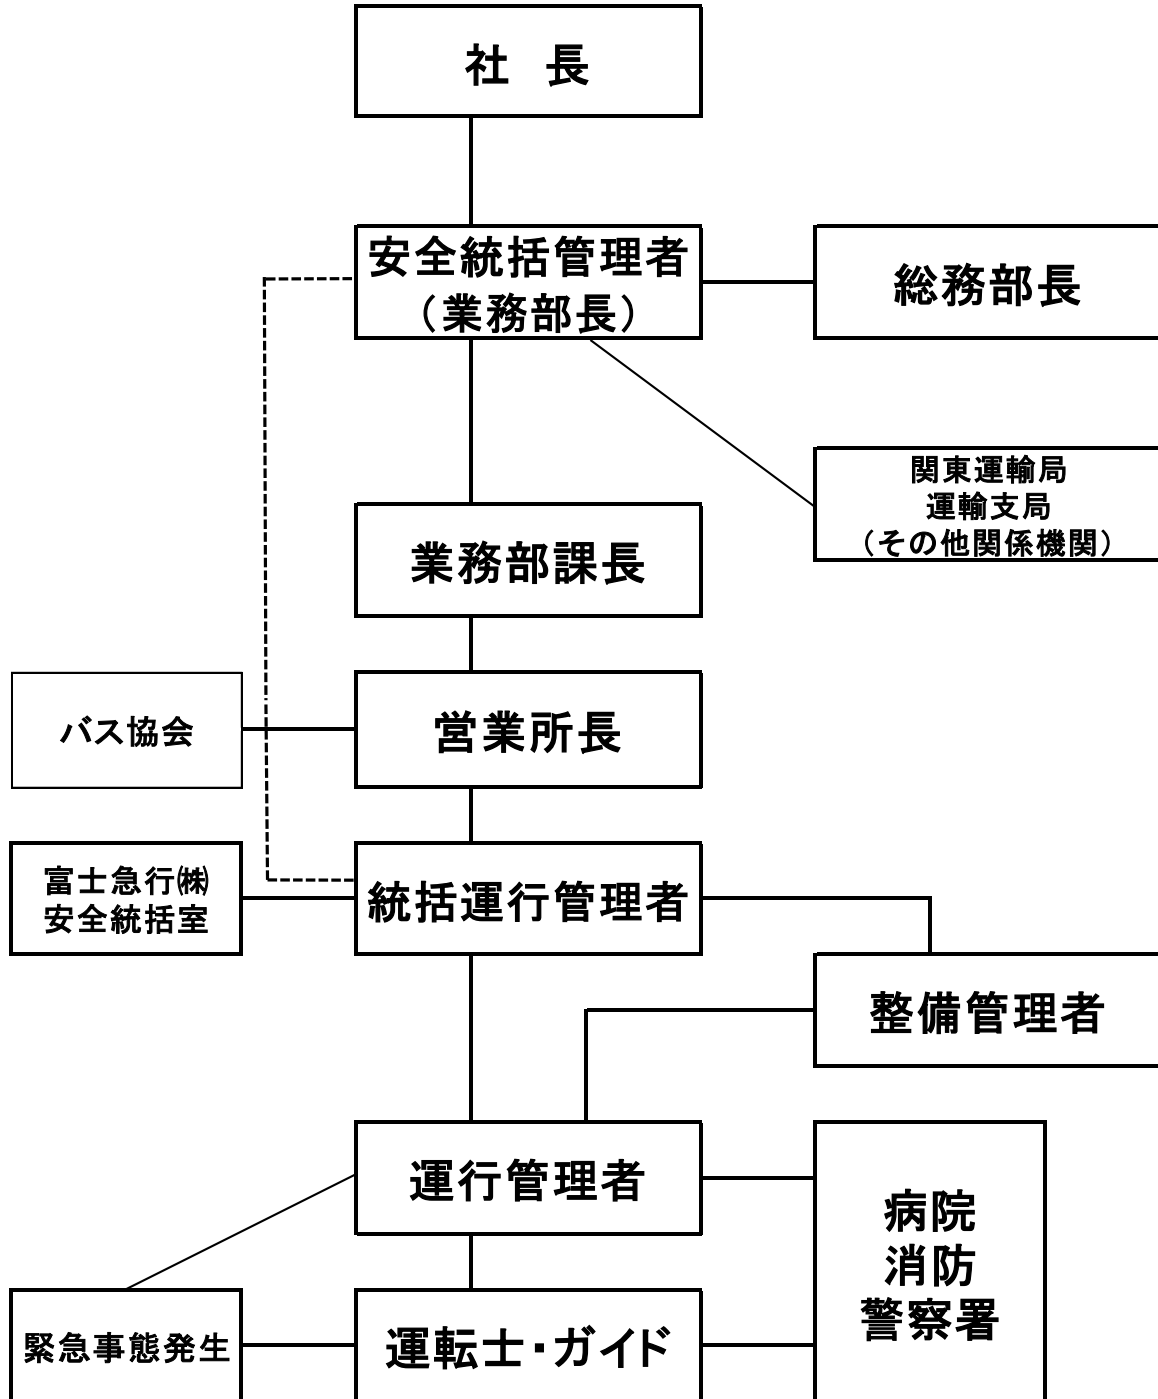 社 長
安全統括管理者
（業務部長）
総務部長
関東運輸局
運輸支局
（その他関係機関）
業務部課長
バス協会
営業所長
富士急行㈱
安全統括室
統括運行管理者
整備管理者
運行管理者
病院
消防
警察署
緊急事態発生
運転士・ガイド